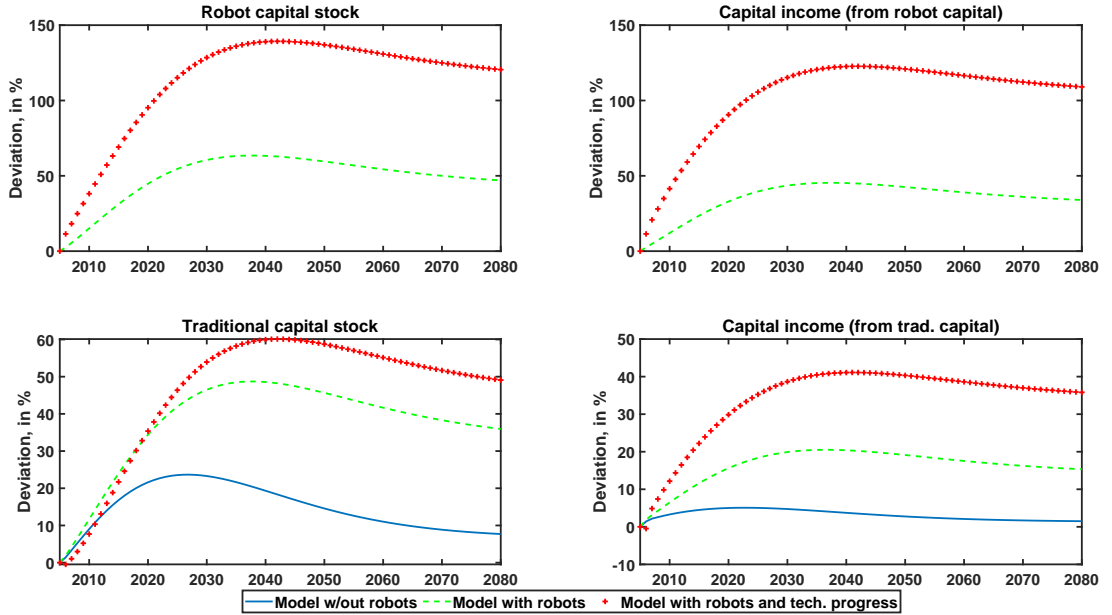 Robot capital stock
Deviation, in %
150
100
50
0
2010 2020 2030 2040 2050 2060 2070 2080
Capital income (from robot capital)
Deviation, in %
150
100
50
0
2010 2020 2030 2040 2050 2060 2070 2080
Traditional capital stock
Deviation, in %
60
50
40
30
20
10
0
2010 2020 2030 2040 2050 2060 2070 2080
Capital income (from trad. capital)
Deviation, in %
50
40
30
20
10
0
-10
2010 2020 2030 2040 2050 2060 2070 2080
Model w/out robots Model with robots Model with robots and tech. progress